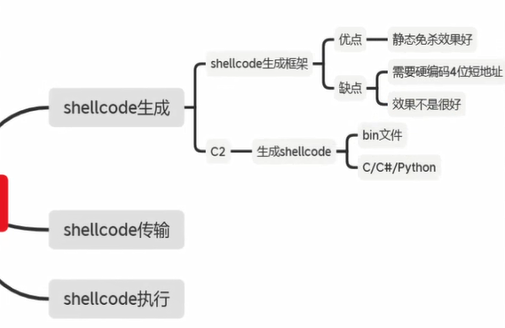 优点
静态免杀效果好
shellcode生成框架
需要硬编码4位短地址
缺点
效果不是很好
shellcode生成
bin文件
C2
生成shellcode
C/C#/Python
shellcode传输
shellcode执行